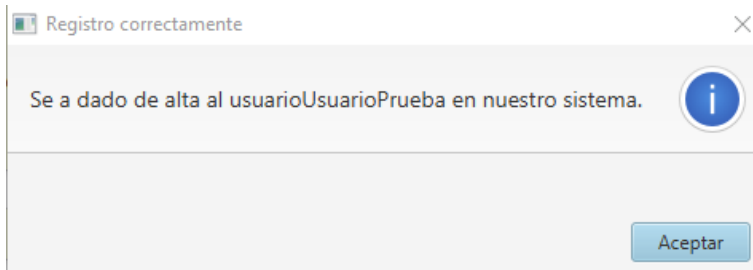 Registro correctamente
Se a dado de alta al usuarioUsuarioPrueba en nuestro sistema.
Aceptar